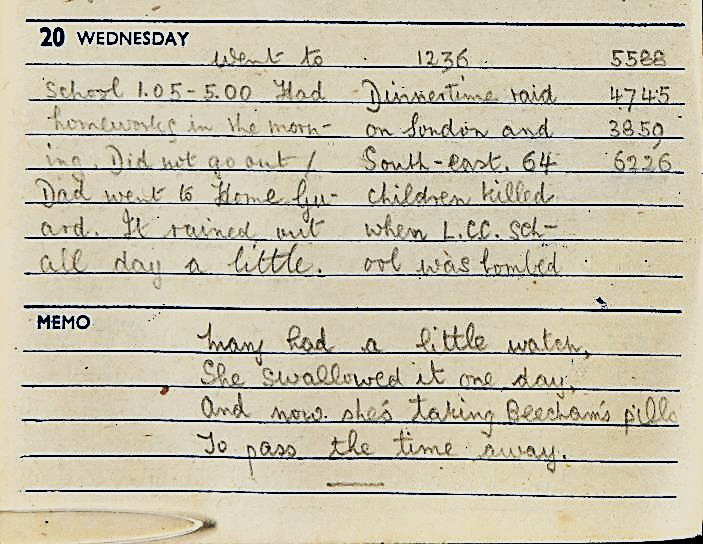 20 WEDNESDAY
went to
School 1.05-5.00 Had
homeworks in the morn-
ing. Did not go out /
Dad went to Home Gu-
ard. It rained
all day a little.
1236
Dinnertime raid
on London and
South-east. 64
children killed
when L.C.C. Sch-
ool was bombed
5588
4745
3859
6226
MEMO
Mary had a little watch,
She swallowed it one day,
And now she's taking Beecham's pills
To pass the time away.